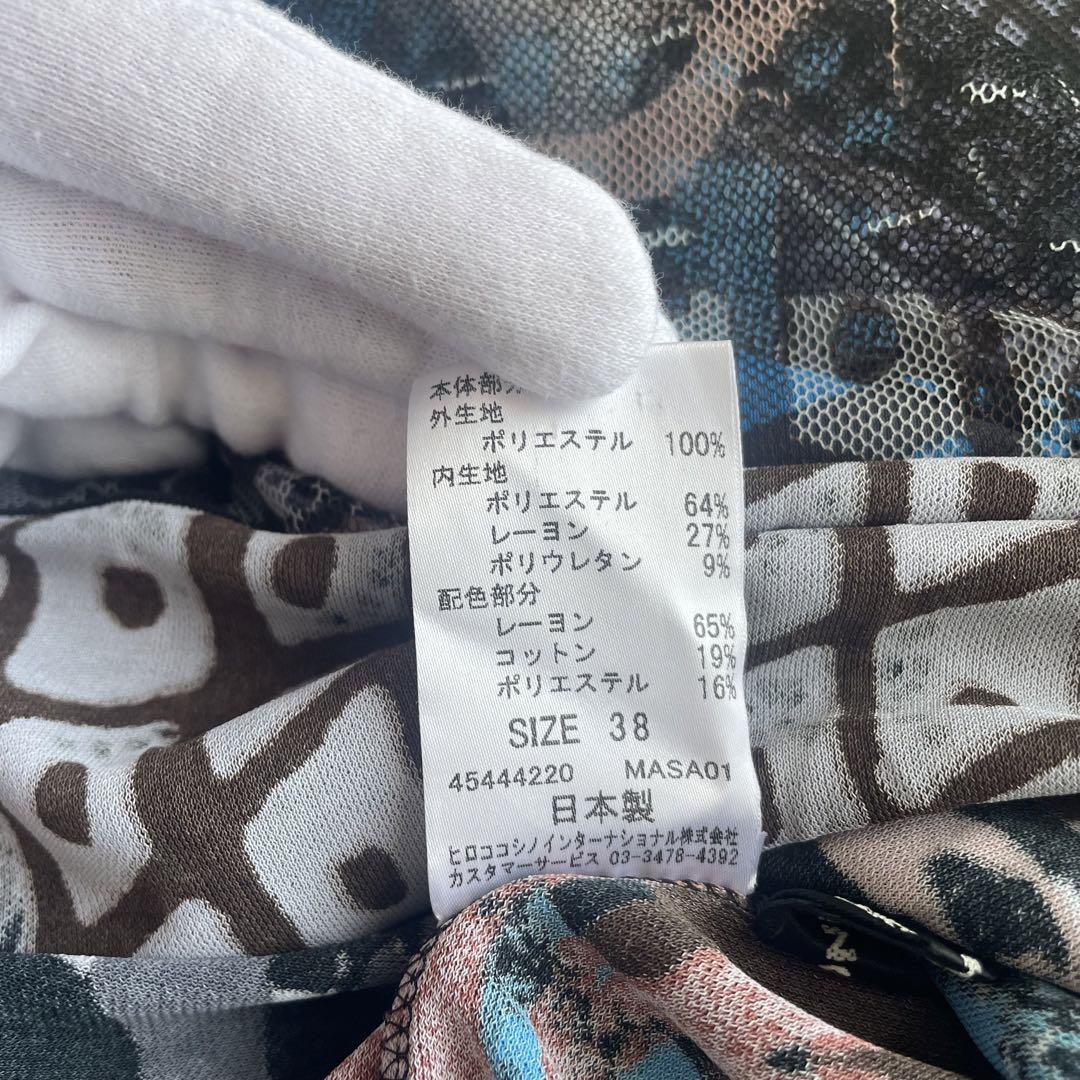 本体部分
外生地
ポリエステル 100%
内生地
ポリエステル 64%
レーヨン 27%
ポリウレタン 9%
配色部分
レーヨン 65%
コットン 19%
ポリエステル 16%
SIZE 38
45444220 MASA01
日本製
ヒロココシノインターナショナル株式会社
カスタマーサービス 03-3478-4392